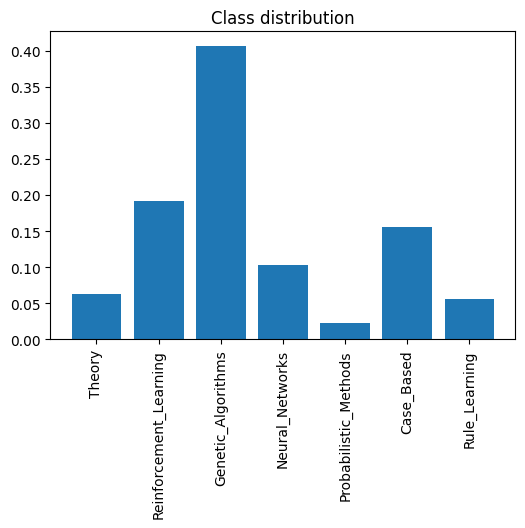 Class distribution
0.40
0.35
0.30
0.25
0.20
0.15
0.10
0.05
0.00
Theory
Reinforcement_Learning
Genetic_Algorithms
Neural_Networks
Probabilistic_Methods
Case_Based
Rule_Learning